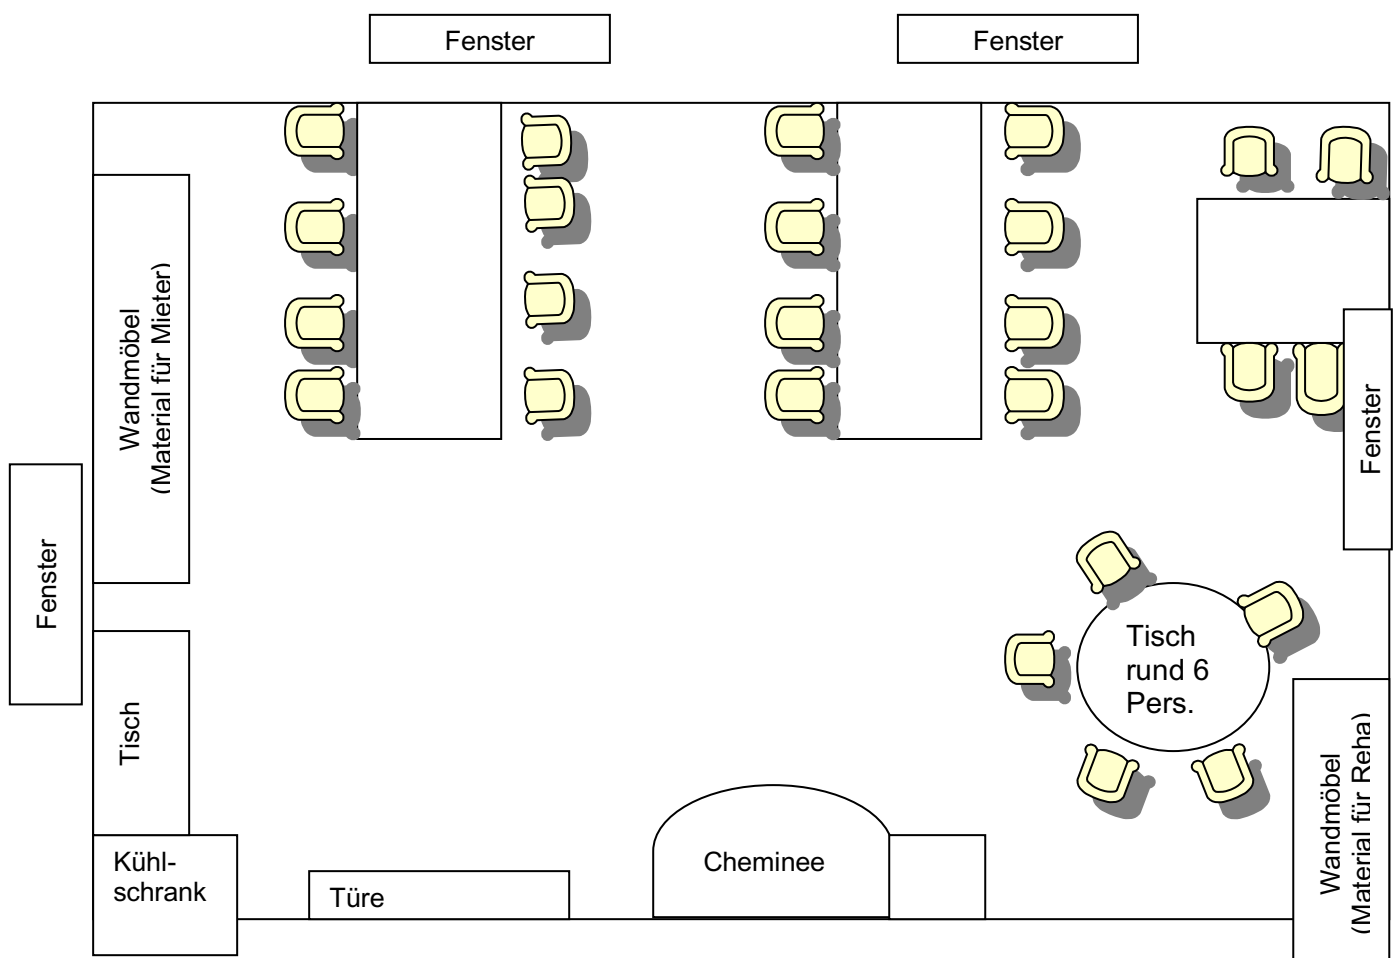 Fenster
Fenster
Wandmöbel
(Material für Mieter)
Fenster
Fenster
Tisch
rund 6
Pers.
Tisch
Wandmöbel
(Material für Reha)
Kühl-
schrank
Türe
Cheminee